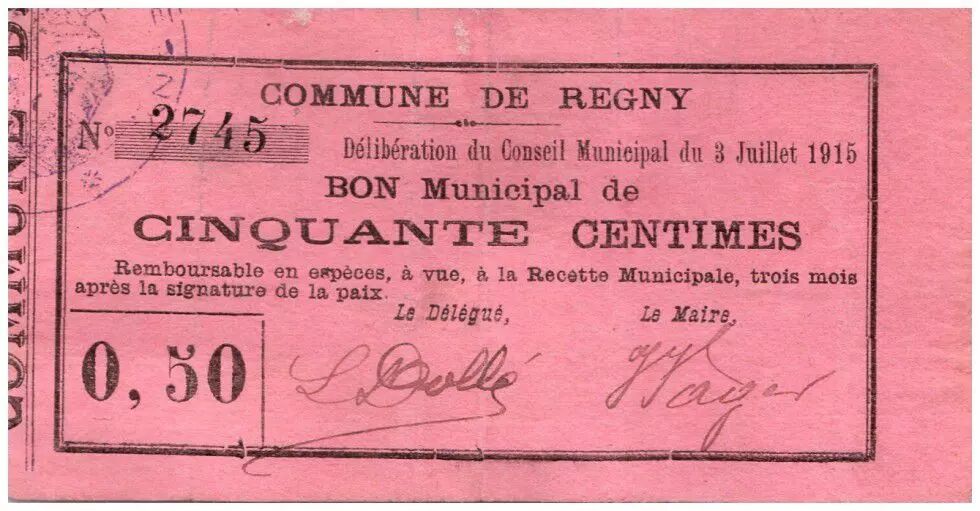 COMMUNE DE REGNY
N° 2745
Délibération du Conseil Municipal du 3 Juillet 1915
BON Municipal de
CINQUANTE CENTIMES
Remboursable en espèces, à vue, à la Recette Municipale, trois mois
après la signature de la paix.
Le Délégué, Le Maire,
0,50
L Dollé
COMMUNE D